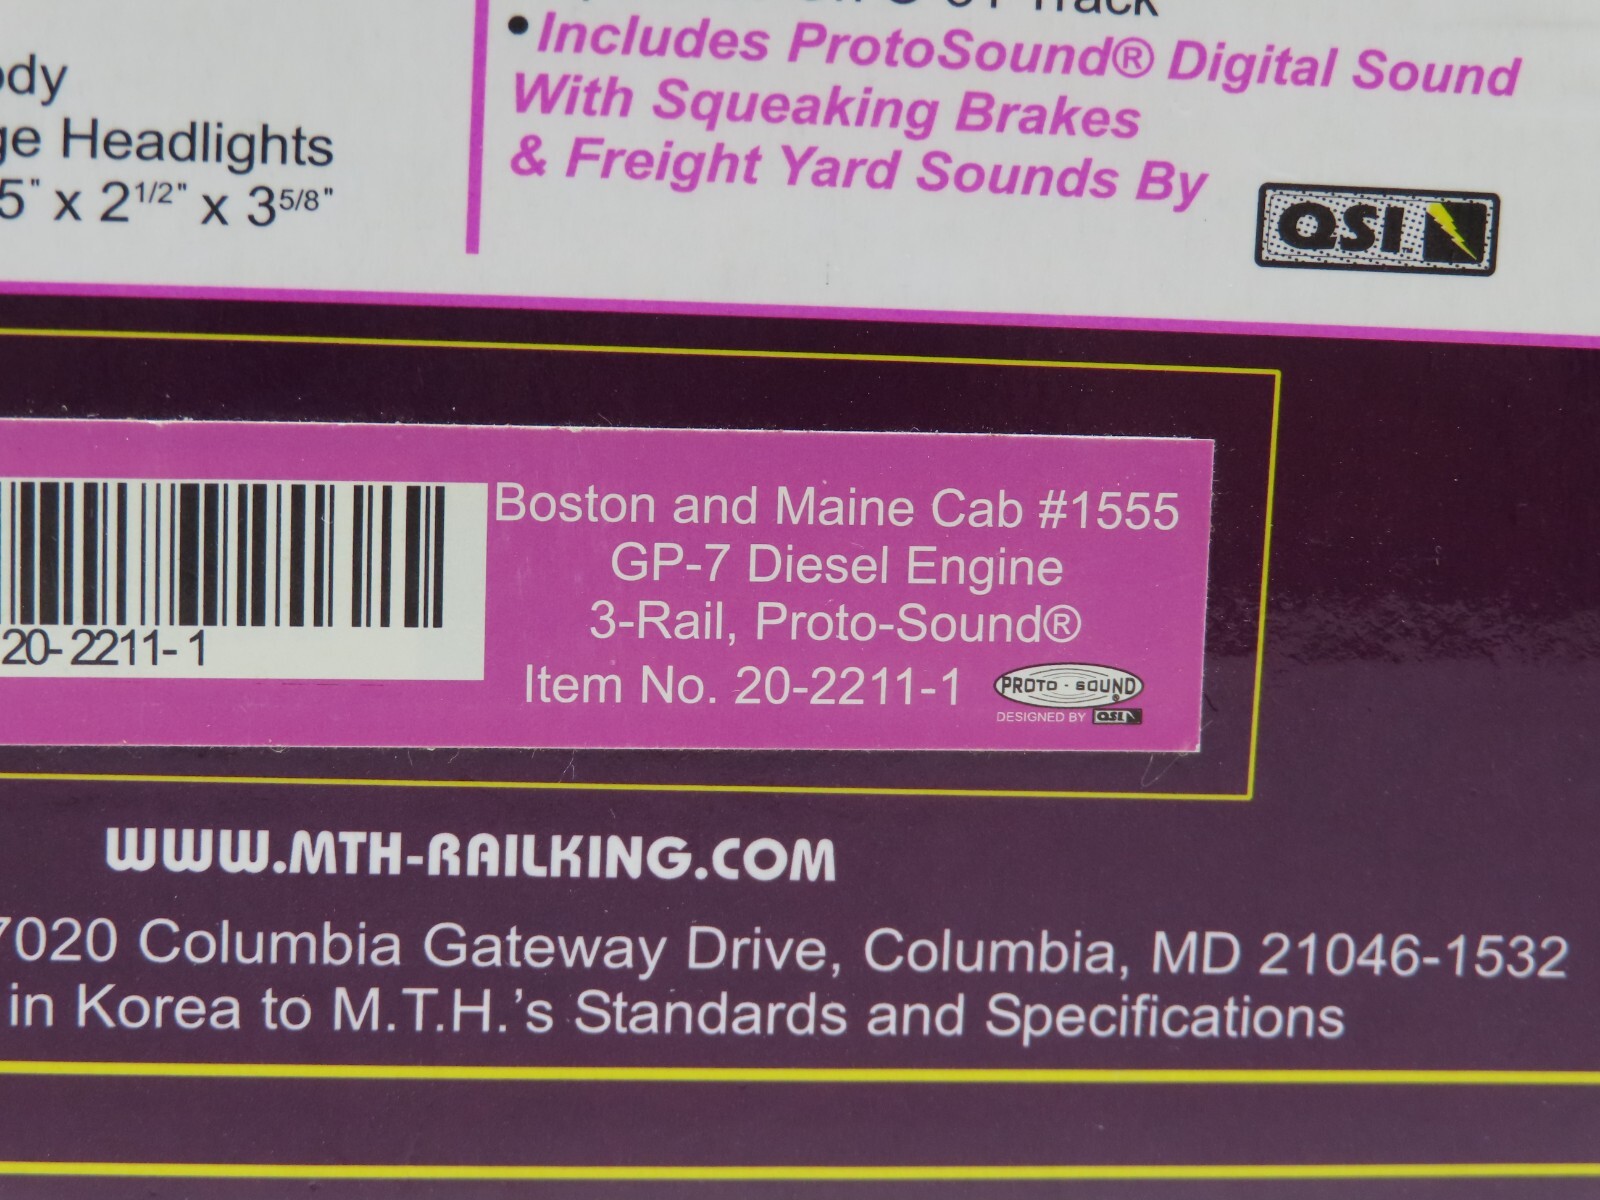 Track
• Includes ProtoSound® Digital Sound
With Squeaking Brakes
& Freight Yard Sounds By
QSI™
ody
ge Headlights
5" x 2 1/2" x 3 5/8"
Boston and Maine Cab #1555
GP-7 Diesel Engine
3-Rail, Proto-Sound®
Item No. 20-2211-1
PROTO-SOUND®
DESIGNED BY QSI
20-2211-1
WWW.MTH-RAILKING.COM
7020 Columbia Gateway Drive, Columbia, MD 21046-1532
in Korea to M.T.H.'s Standards and Specifications